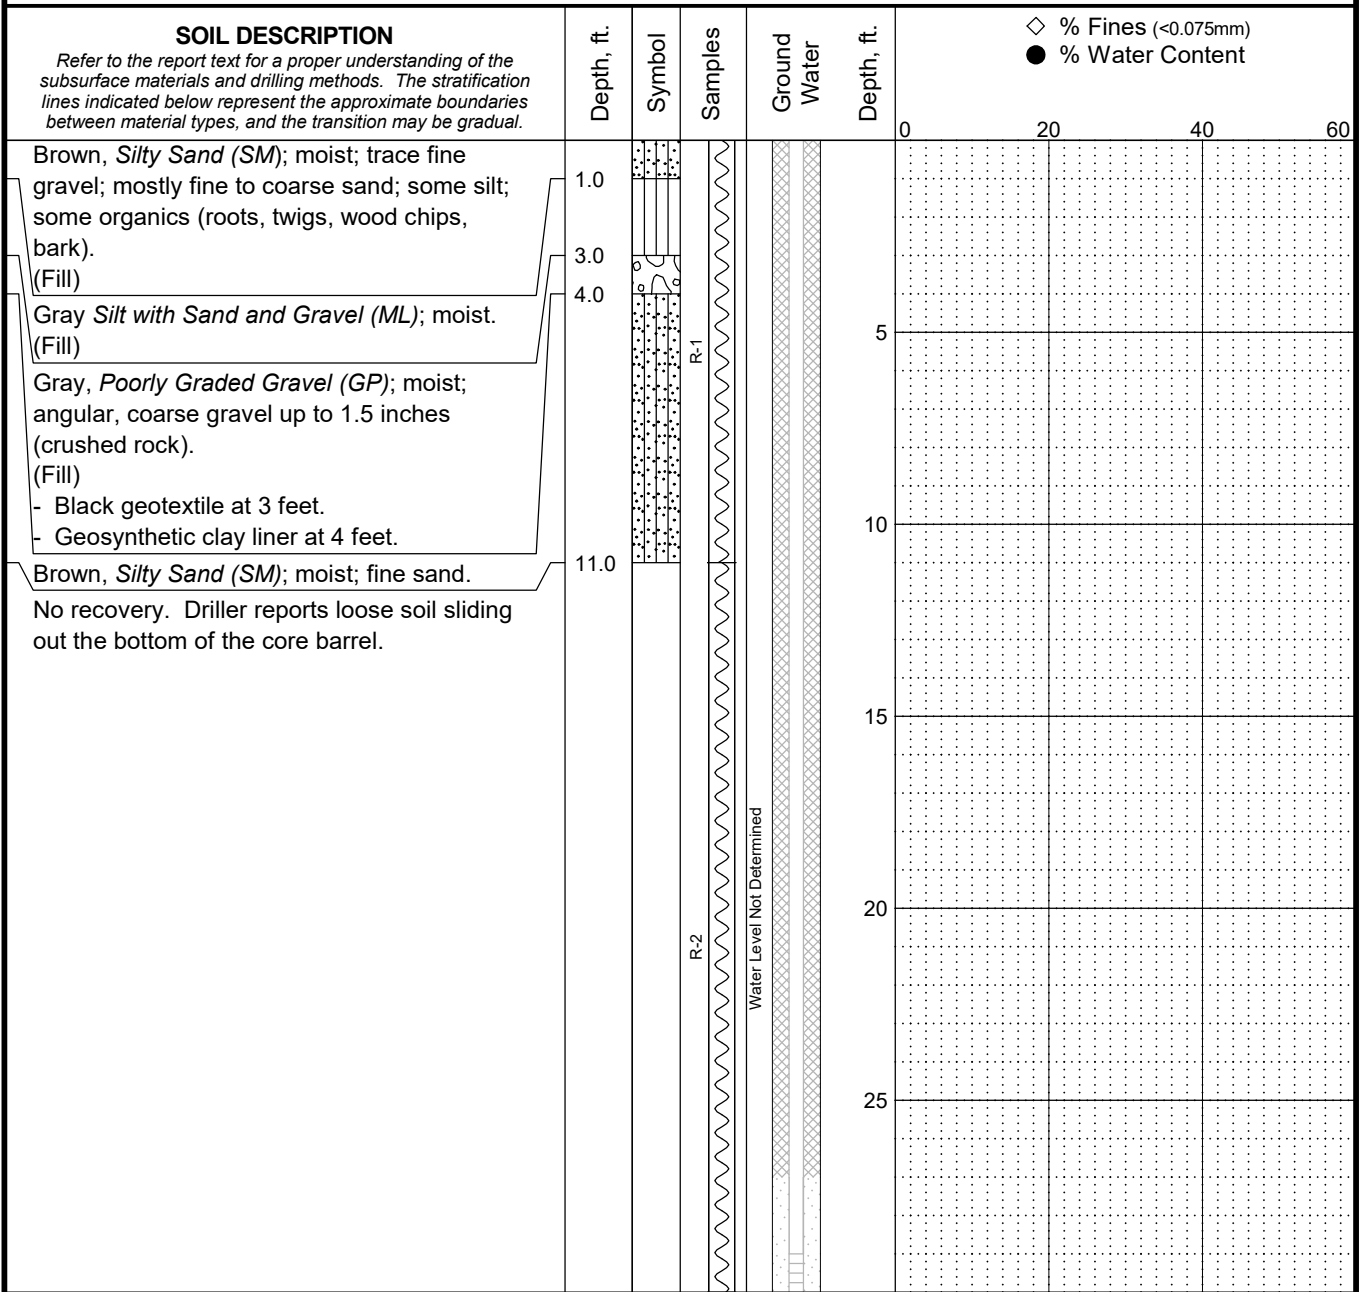 SOIL DESCRIPTION
Refer to the report text for a proper understanding of the
subsurface materials and drilling methods. The stratification
lines indicated below represent the approximate boundaries
between material types, and the transition may be gradual.
Depth, ft.
Symbol
Samples
Ground
Water
Depth, ft.
◇ % Fines (<0.075mm)
● % Water Content
0 20 40 60
Brown, Silty Sand (SM); moist; trace fine
gravel; mostly fine to coarse sand; some silt;
some organics (roots, twigs, wood chips,
bark).
(Fill)
1.0
Gray Silt with Sand and Gravel (ML); moist.
(Fill)
3.0
Gray, Poorly Graded Gravel (GP); moist;
angular, coarse gravel up to 1.5 inches
(crushed rock).
(Fill)
- Black geotextile at 3 feet.
- Geosynthetic clay liner at 4 feet.
4.0
Brown, Silty Sand (SM); moist; fine sand.
11.0
No recovery. Driller reports loose soil sliding
out the bottom of the core barrel.
R-1
R-2
Water Level Not Determined
5
10
15
20
25